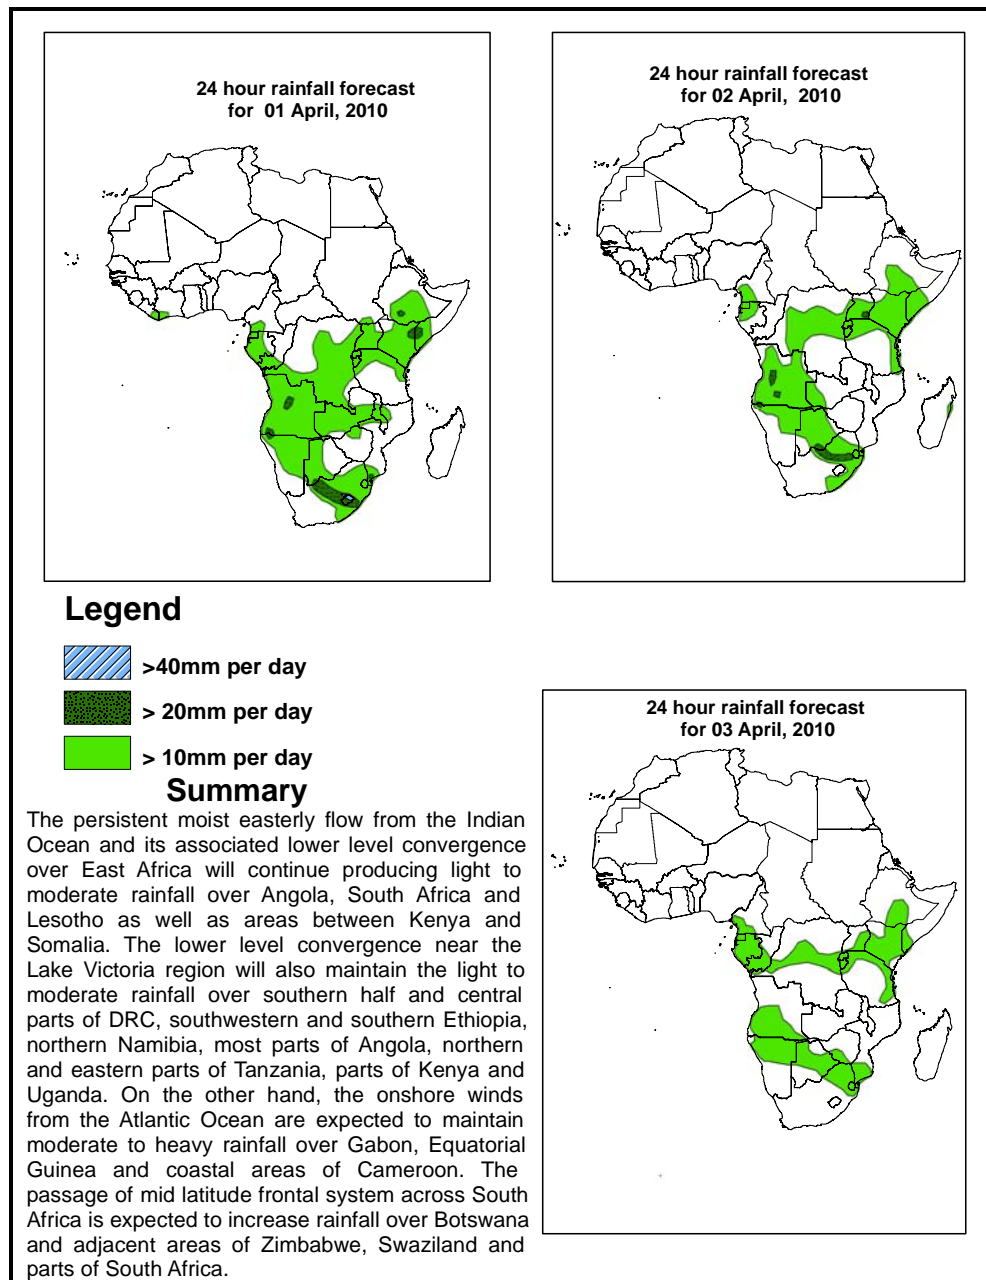 24 hour rainfall forecast
for 01 April, 2010
24 hour rainfall forecast
for 02 April, 2010
Legend
>40mm per day
> 20mm per day
> 10mm per day
24 hour rainfall forecast
for 03 April, 2010
Summary
The persistent moist easterly flow from the Indian
Ocean and its associated lower level convergence
over East Africa will continue producing light to
moderate rainfall over Angola, South Africa and
Lesotho as well as areas between Kenya and
Somalia. The lower level convergence near the
Lake Victoria region will also maintain the light to
moderate rainfall over southern half and central
parts of DRC, southwestern and southern Ethiopia,
northern Namibia, most parts of Angola, northern
and eastern parts of Tanzania, parts of Kenya and
Uganda. On the other hand, the onshore winds
from the Atlantic Ocean are expected to maintain
moderate to heavy rainfall over Gabon, Equatorial
Guinea and coastal areas of Cameroon. The
passage of mid latitude frontal system across South
Africa is expected to increase rainfall over Botswana
and adjacent areas of Zimbabwe, Swaziland and
parts of South Africa.